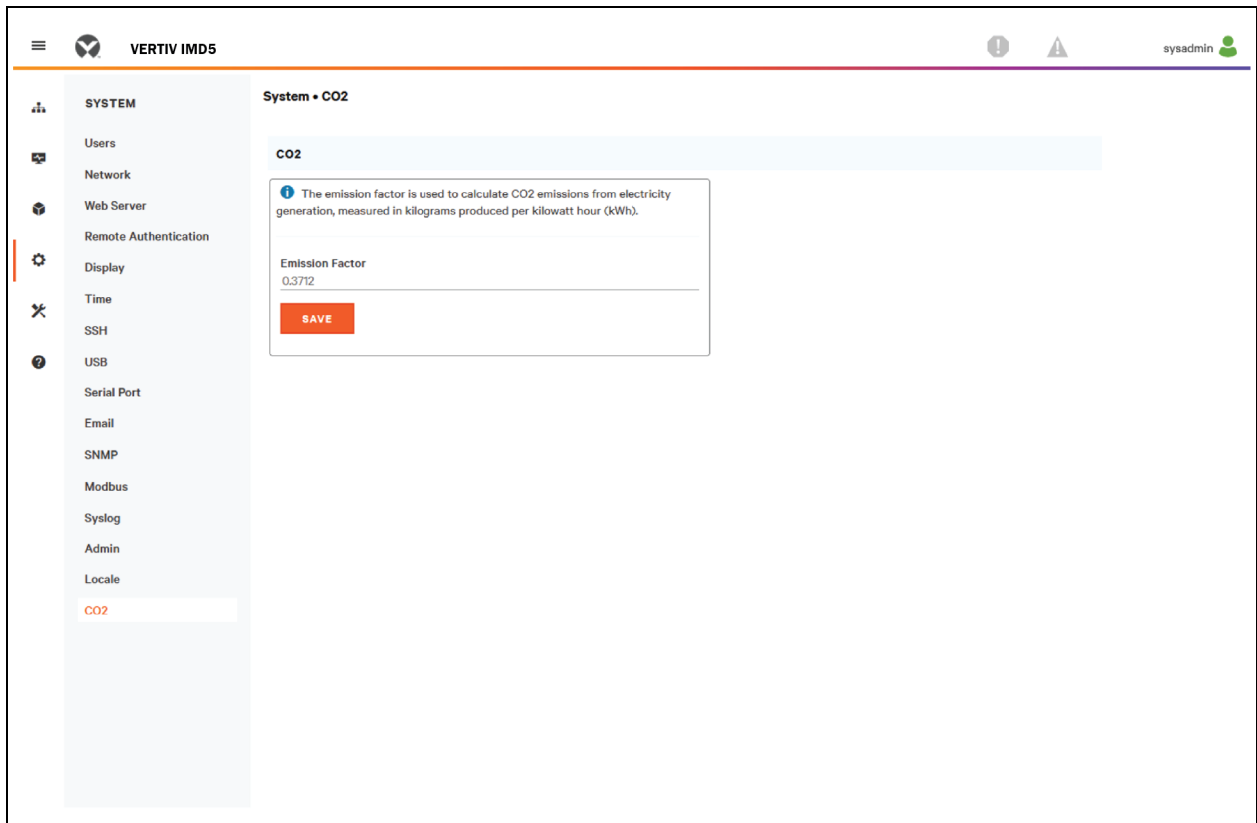 VERTIV IMD5
sysadmin
SYSTEM
Users
Network
Web Server
Remote Authentication
Display
Time
SSH
USB
Serial Port
Email
SNMP
Modbus
Syslog
Admin
Locale
CO2
System • CO2
CO2
The emission factor is used to calculate CO2 emissions from electricity
generation, measured in kilograms produced per kilowatt hour (kWh).
Emission Factor
0.3712
SAVE